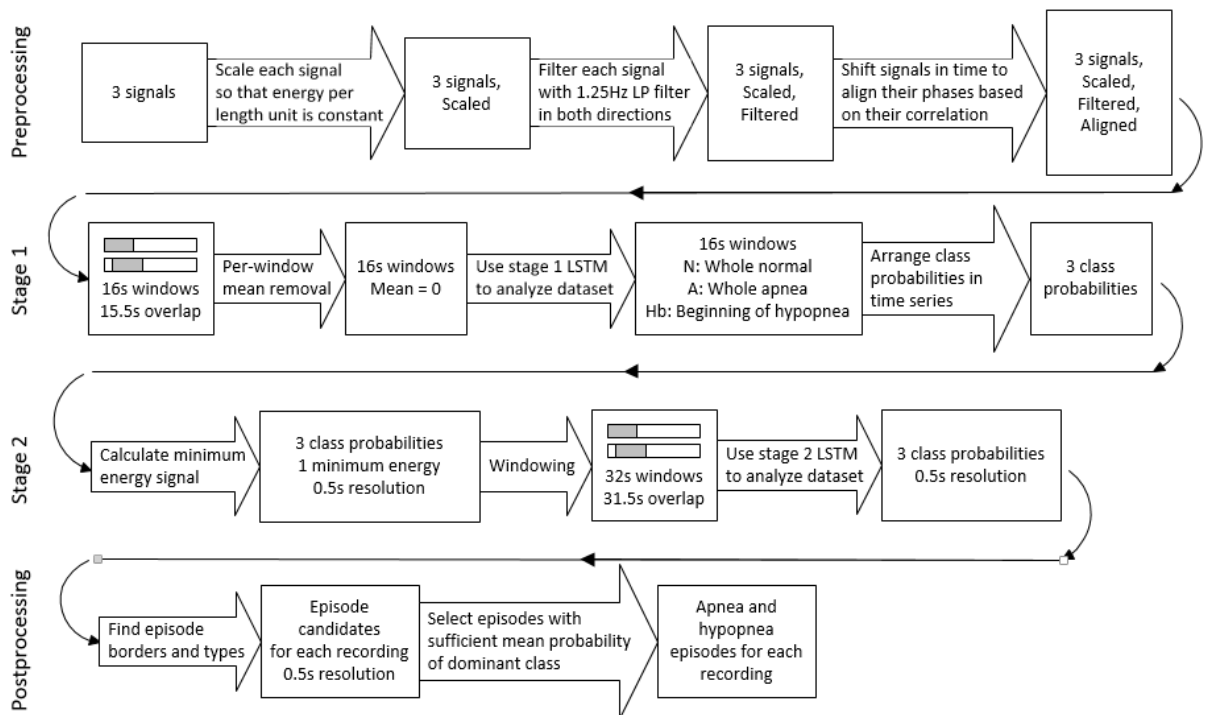 Preprocessing
3 signals
Scale each signal
so that energy per
length unit is constant
3 signals,
Scaled
Filter each signal
with 1.25Hz LP filter
in both directions
3 signals,
Scaled,
Filtered
Shift signals in time to
align their phases based
on their correlation
3 signals,
Scaled,
Filtered,
Aligned
Stage 1
16s windows
15.5s overlap
Per-window
mean removal
16s windows
Mean = 0
Use stage 1 LSTM
to analyze dataset
16s windows
N: Whole normal
A: Whole apnea
Hb: Beginning of hypopnea
Arrange class
probabilities in
time series
3 class
probabilities
Stage 2
Calculate minimum
energy signal
3 class probabilities
1 minimum energy
0.5s resolution
Windowing
32s windows
31.5s overlap
Use stage 2 LSTM
to analyze dataset
3 class probabilities
0.5s resolution
Postprocessing
Find episode
borders and types
Episode
candidates
for each recording
0.5s resolution
Select episodes with
sufficient mean probability
of dominant class
Apnea and
hypopnea
episodes for each
recording